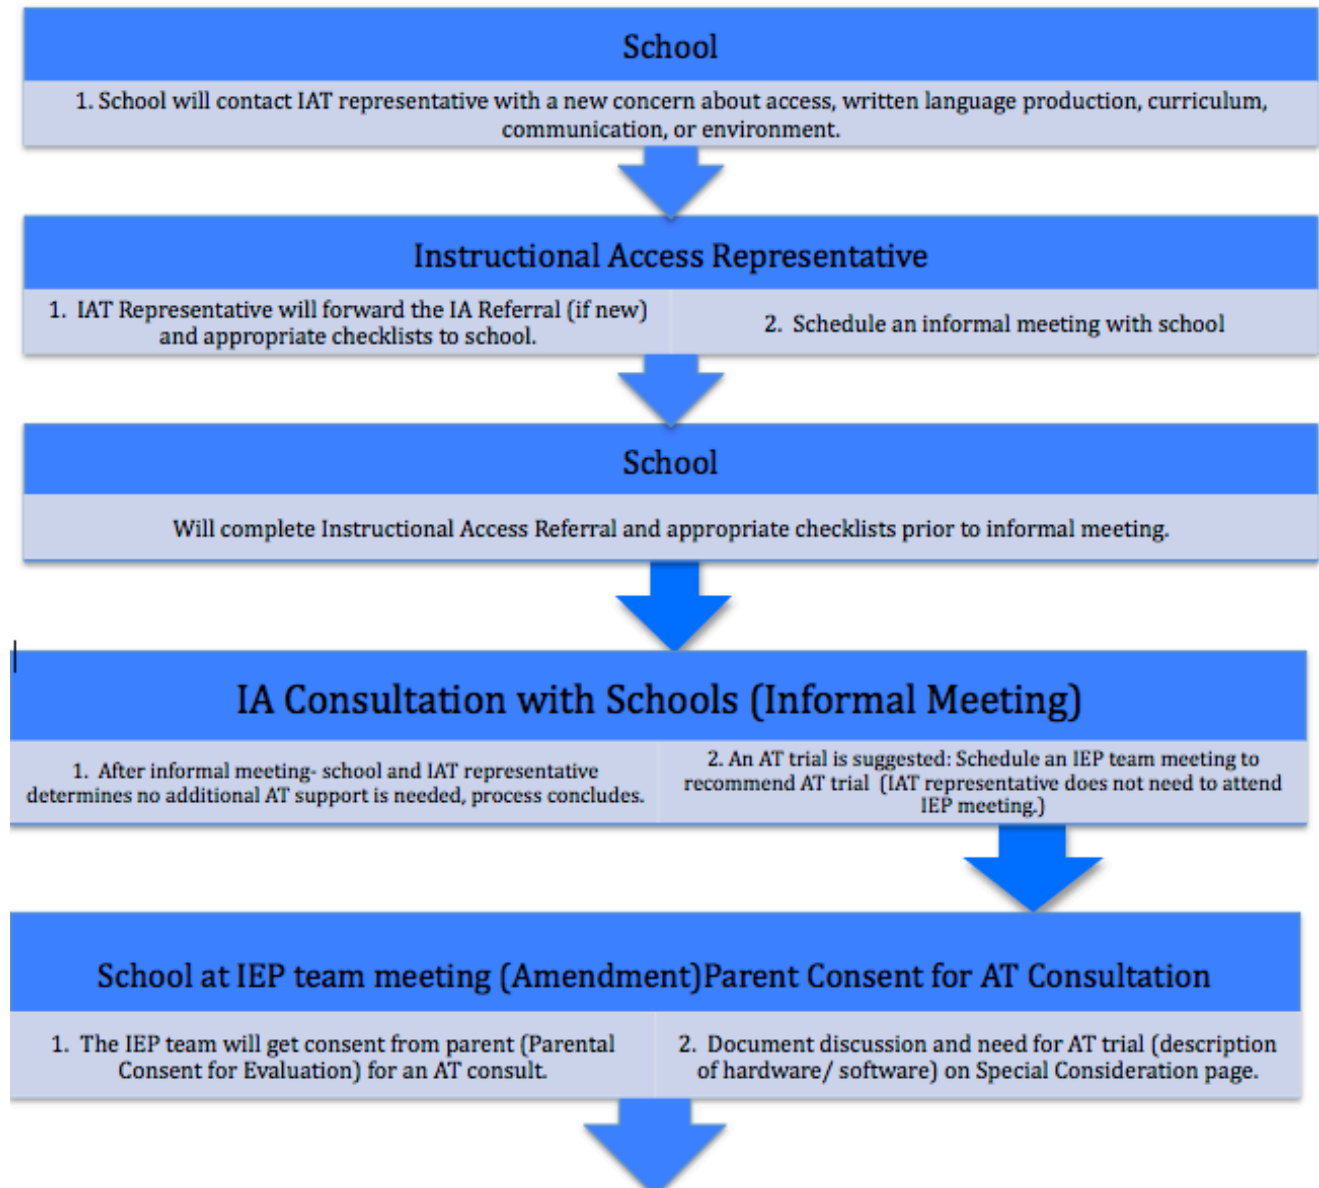 School
1. School will contact IAT representative with a new concern about access, written language production, curriculum,
communication, or environment.
Instructional Access Representative
1. IAT Representative will forward the IA Referral (if new)
and appropriate checklists to school.
2. Schedule an informal meeting with school
School
Will complete Instructional Access Referral and appropriate checklists prior to informal meeting.
IA Consultation with Schools (Informal Meeting)
1. After informal meeting- school and IAT representative
determines no additional AT support is needed, process concludes.
2. An AT trial is suggested: Schedule an IEP team meeting to
recommend AT trial (IAT representative does not need to attend
IEP meeting.)
School at IEP team meeting (Amendment)Parent Consent for AT Consultation
1. The IEP team will get consent from parent (Parental
Consent for Evaluation) for an AT consult.
2. Document discussion and need for AT trial (description
of hardware/ software) on Special Consideration page.